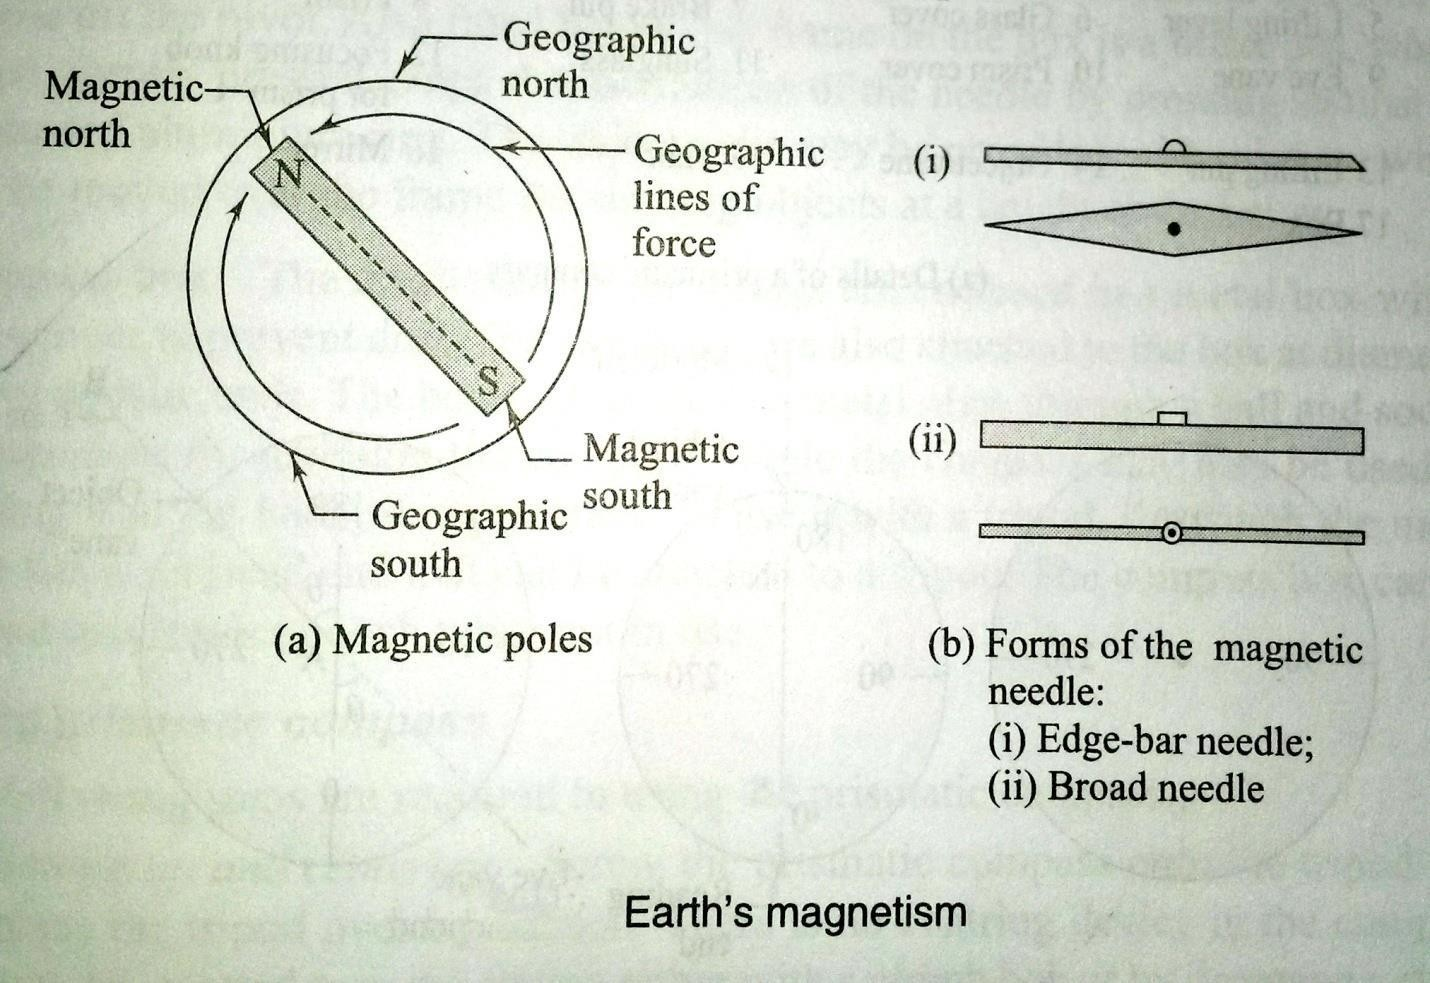 Geographic
north
Magnetic
north
N
Geographic
lines of
force
S
Magnetic
south
Geographic
south
(a) Magnetic poles
(i)
(ii)
(b) Forms of the magnetic
needle:
(i) Edge-bar needle;
(ii) Broad needle
Earth's magnetism